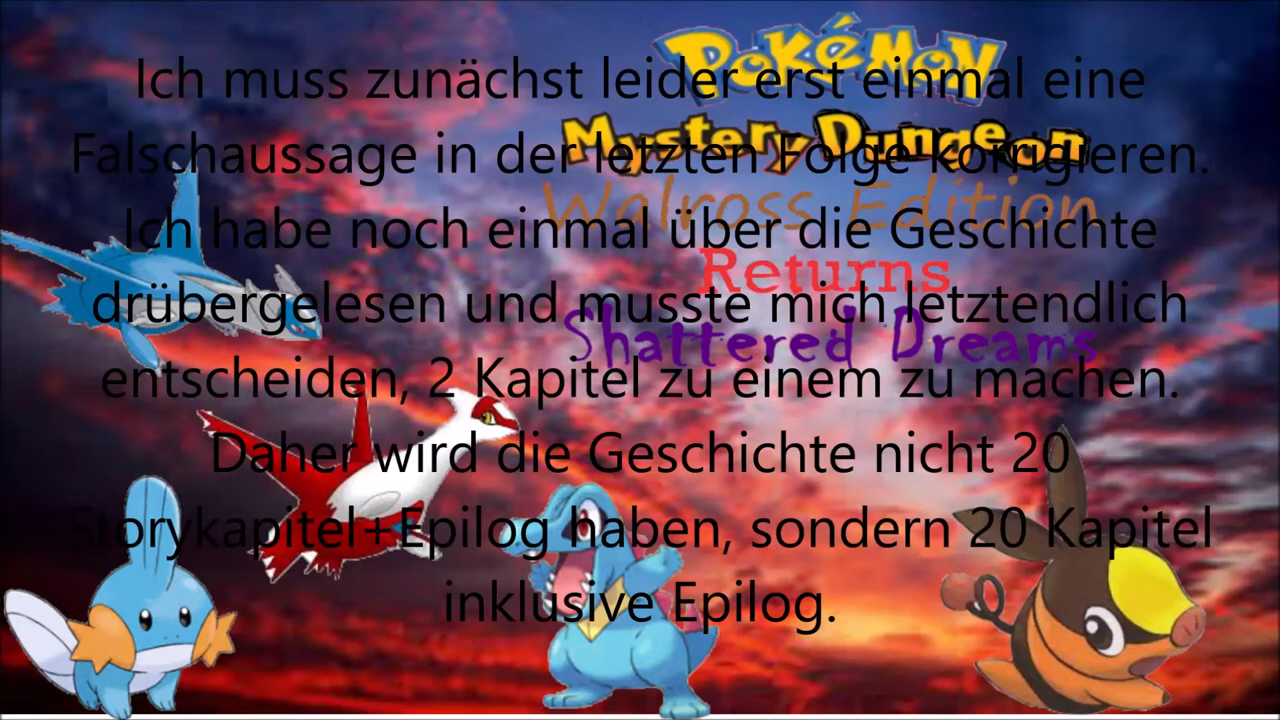 POKéMON
Mystery Dungeon
Walross Edition
Returns
Shattered Dreams
Ich muss zunächst leider erst einmal eine
Falschaussage in der letzten Folge korrigieren.
Ich habe noch einmal über die Geschichte
drübergelesen und musste mich letztendlich
entscheiden, 2 Kapitel zu einem zu machen.
Daher wird die Geschichte nicht 20
Storykapitel+Epilog haben, sondern 20 Kapitel
inklusive Epilog.